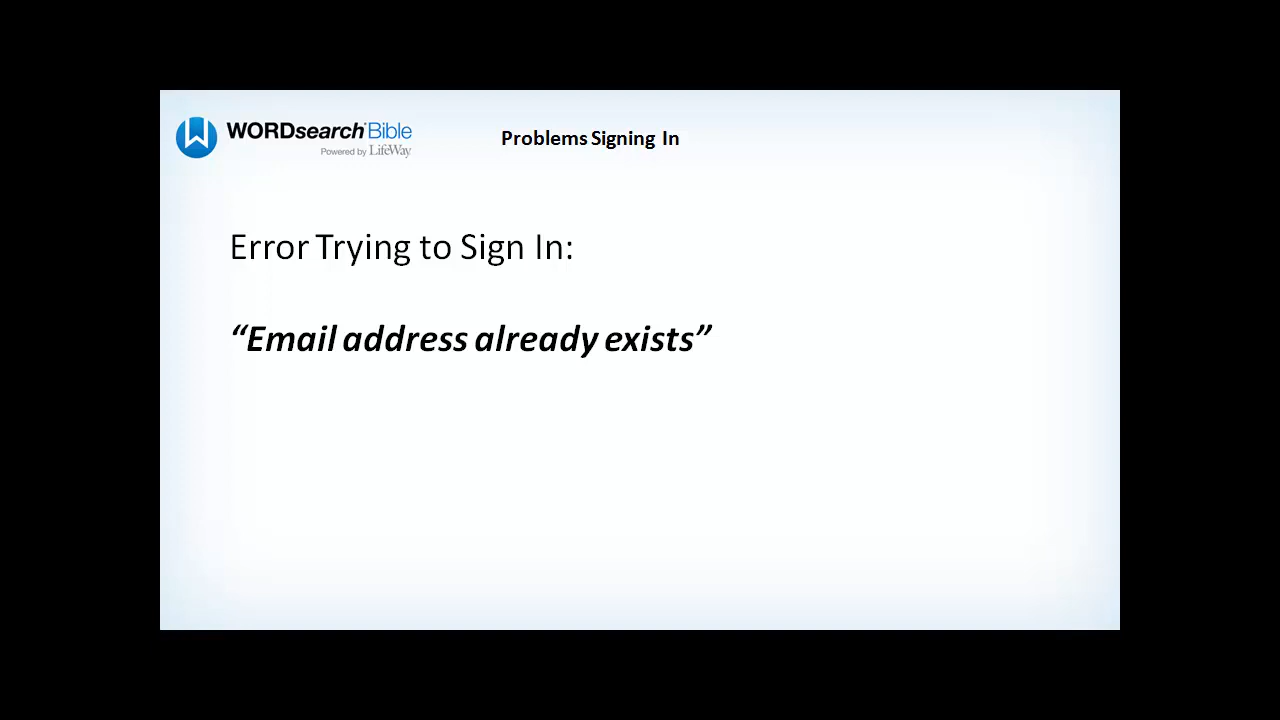 WORDsearch Bible
Powered by LifeWay
Problems Signing In
Error Trying to Sign In:
“Email address already exists”